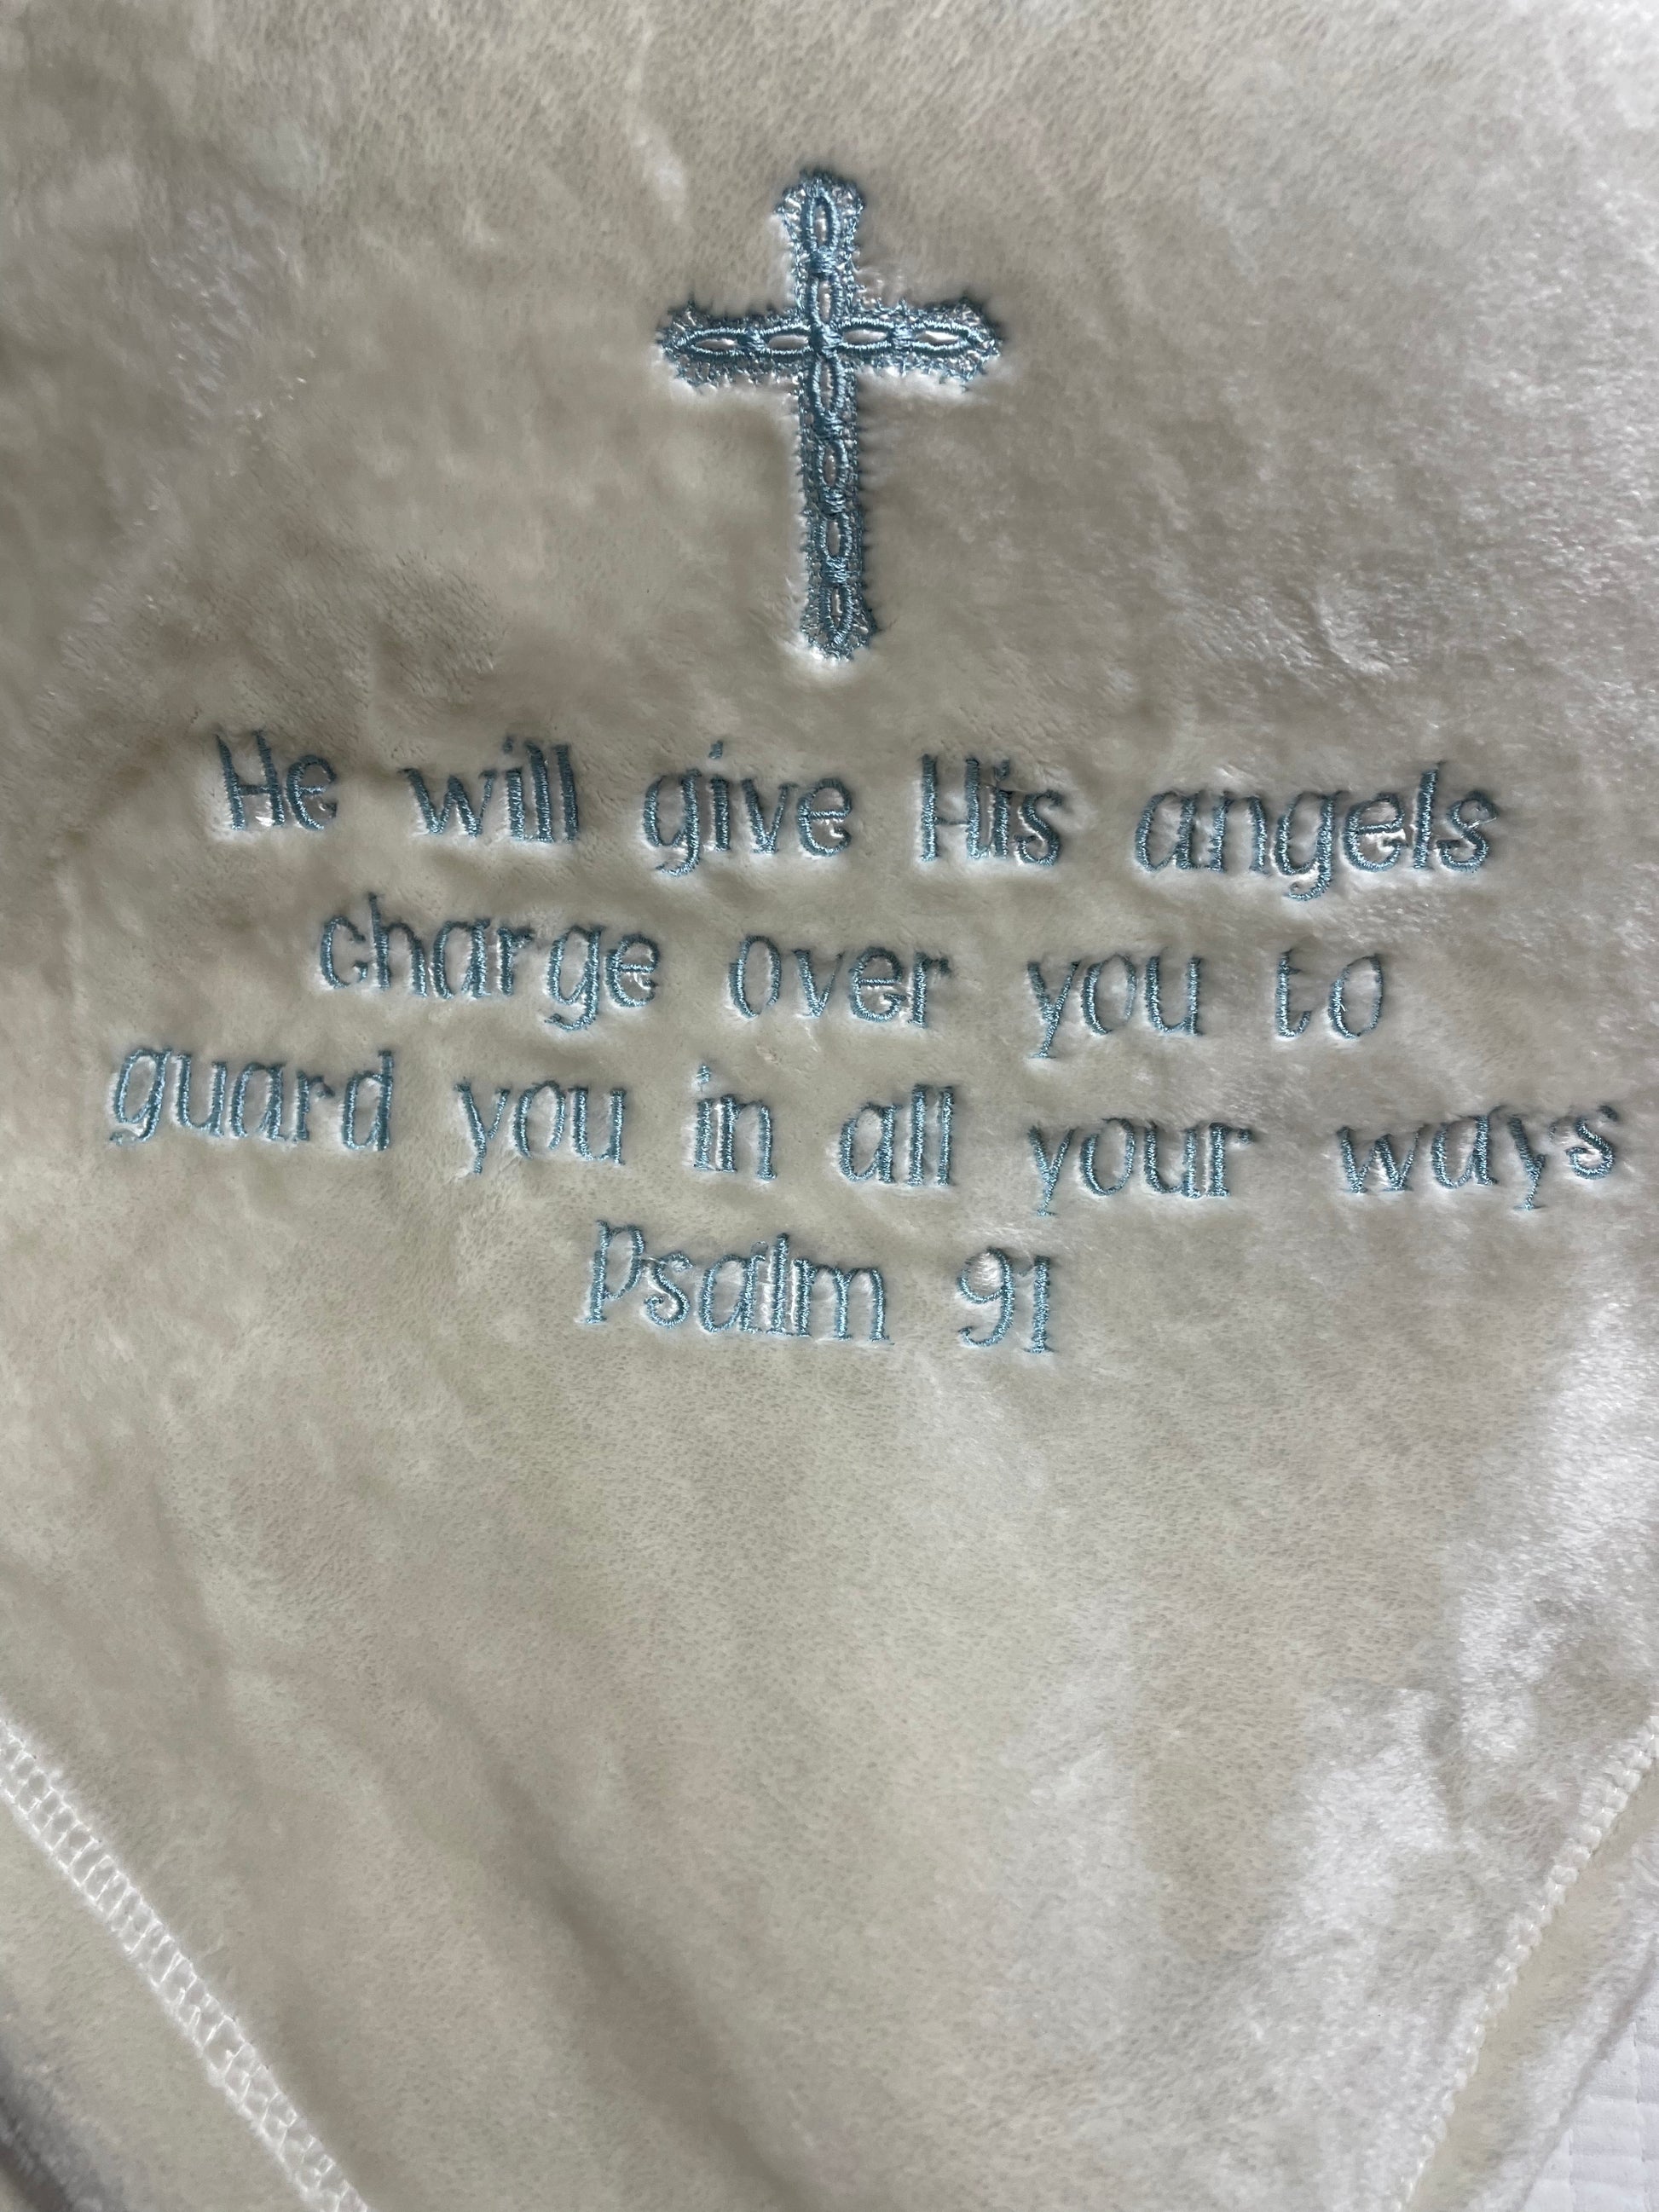 He will give His angels
charge over you to
guard you in all your ways
Psalm 91